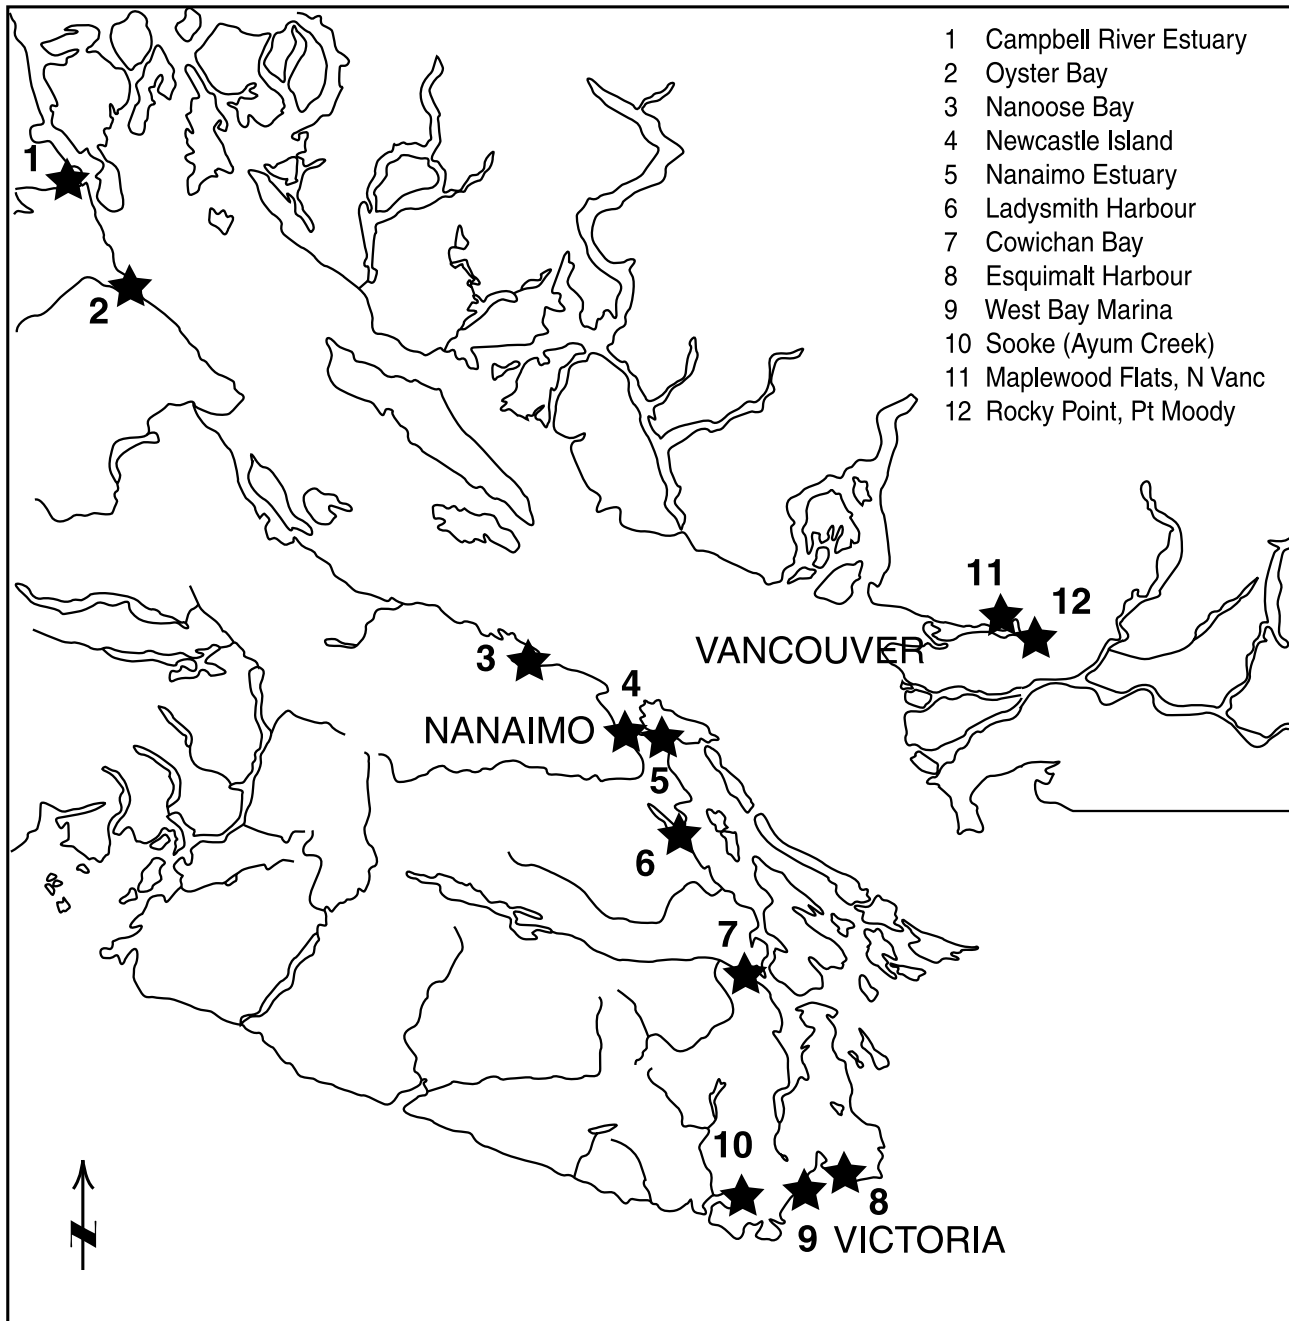 1 Campbell River Estuary
2 Oyster Bay
3 Nanoose Bay
4 Newcastle Island
5 Nanaimo Estuary
6 Ladysmith Harbour
7 Cowichan Bay
8 Esquimalt Harbour
9 West Bay Marina
10 Sooke (Ayum Creek)
11 Maplewood Flats, N Vanc
12 Rocky Point, Pt Moody
1
2
11
12
VANCOUVER
3
4
NANAIMO
5
6
7
10
8
9 VICTORIA
N